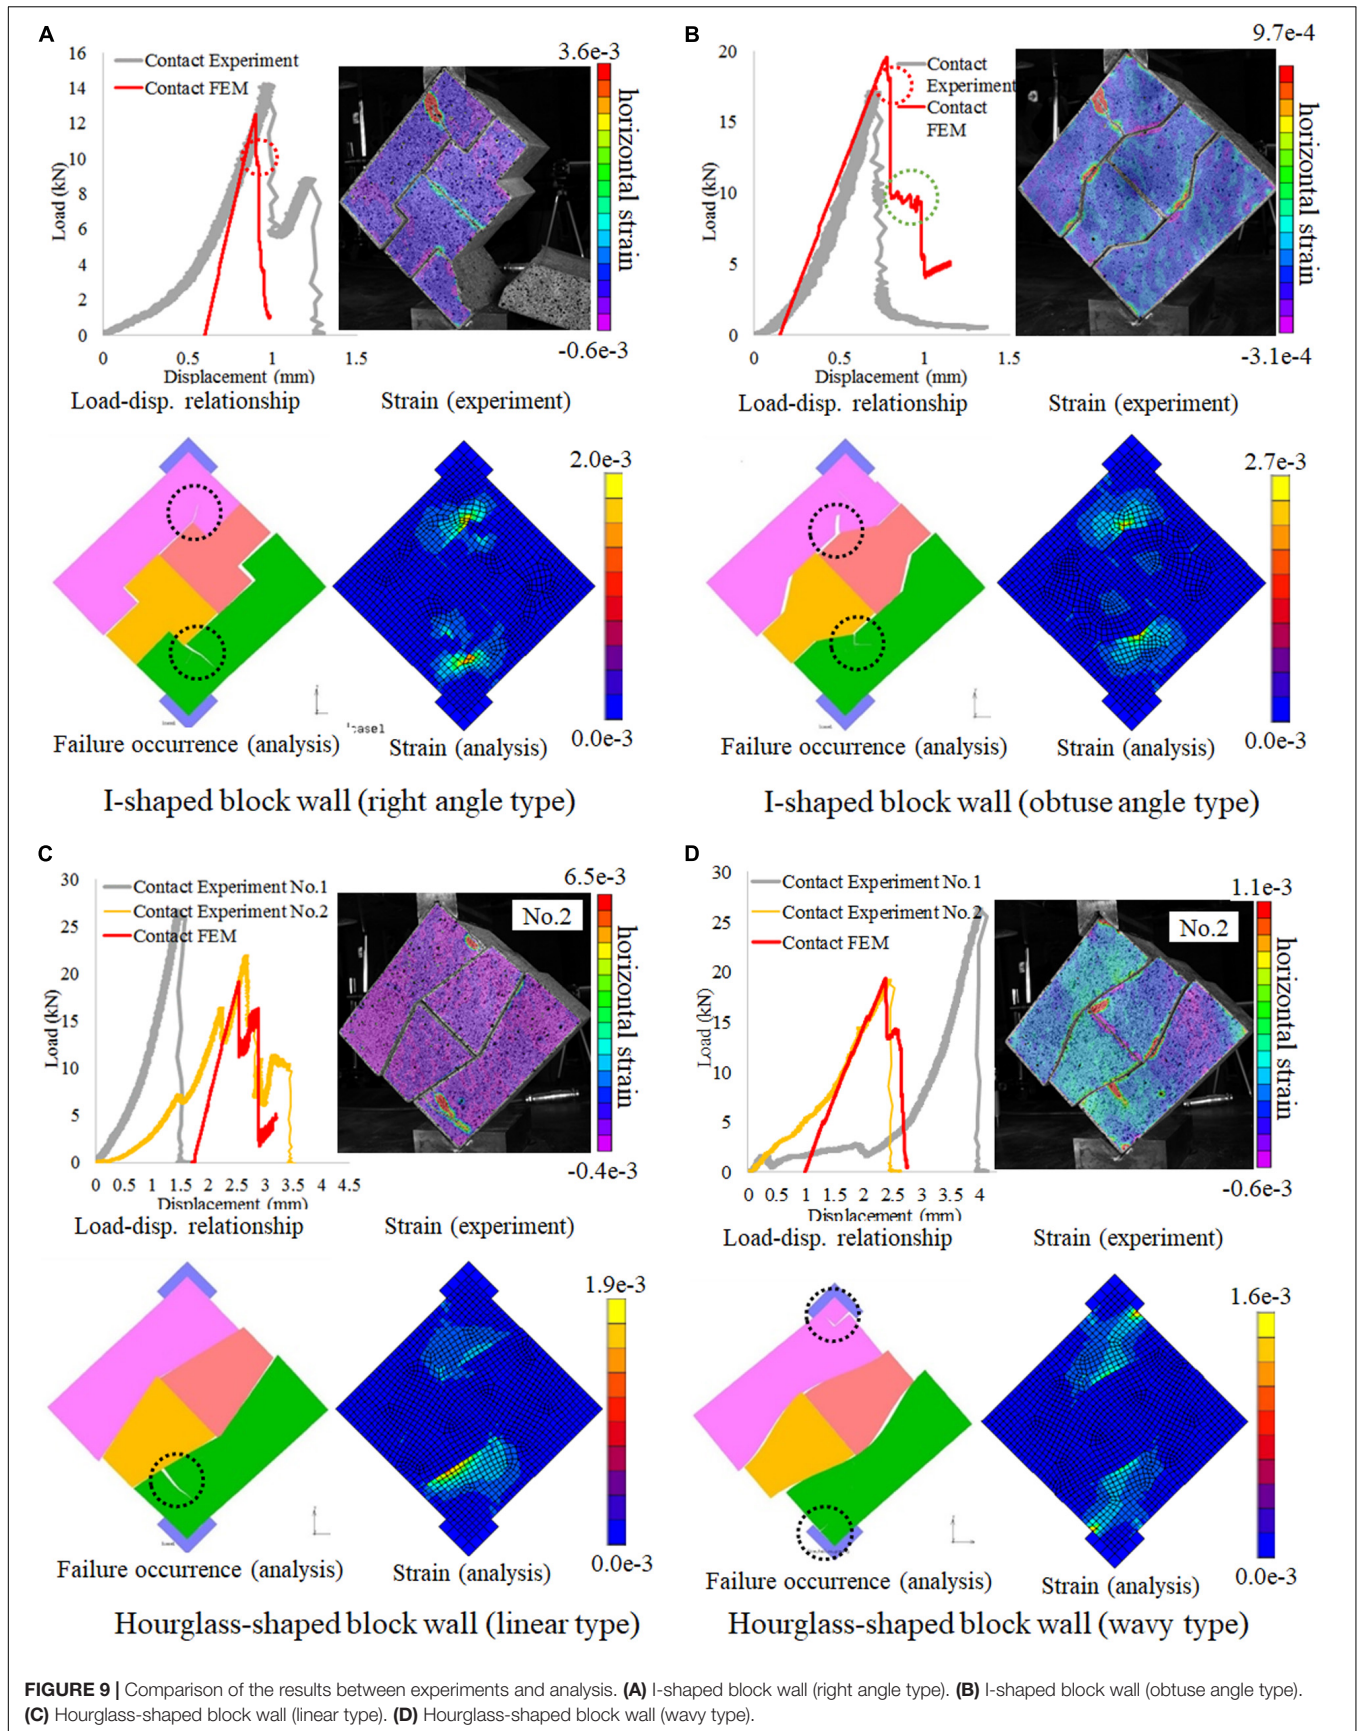 A
16
14
12
10
8
6
4
2
0
Load (kN)
Contact Experiment
Contact FEM
0 0.5 1 1.5
Displacement (mm)
Load-disp. relationship
3.6e-3
horizontal strain
-0.6e-3
Strain (experiment)
Failure occurrence (analysis)
'casel
2.0e-3
0.0e-3
Strain (analysis)
I-shaped block wall (right angle type)
B
20
15
10
5
0
Load (kN)
Contact
Experiment
Contact
FEM
0 0.5 1 1.5
Displacement (mm)
Load-disp. relationship
9.7e-4
horizontal strain
-3.1e-4
Strain (experiment)
Failure occurrence (analysis)
2.7e-3
0.0e-3
Strain (analysis)
I-shaped block wall (obtuse angle type)
C
30
25
20
15
10
5
0
Load (kN)
Contact Experiment No.1
Contact Experiment No.2
Contact FEM
0 0.5 1 1.5 2 2.5 3 3.5 4 4.5
Displacement (mm)
Load-disp. relationship
No.2
6.5e-3
horizontal strain
-0.4e-3
Strain (experiment)
Failure occurrence (analysis)
1.9e-3
0.0e-3
Strain (analysis)
Hourglass-shaped block wall (linear type)
D
30
25
20
15
10
5
0
Load (kN)
Contact Experiment No.1
Contact Experiment No.2
Contact FEM
0 0.5 1 1.5 2 2.5 3 3.5 4
Displacement (mm)
Load-disp. relationship
No.2
1.1e-3
horizontal strain
-0.6e-3
Strain (experiment)
Failure occurrence (analysis)
1.6e-3
0.0e-3
Strain (analysis)
Hourglass-shaped block wall (wavy type)
FIGURE 9 | Comparison of the results between experiments and analysis. (A) I-shaped block wall (right angle type). (B) I-shaped block wall (obtuse angle type).
(C) Hourglass-shaped block wall (linear type). (D) Hourglass-shaped block wall (wavy type).